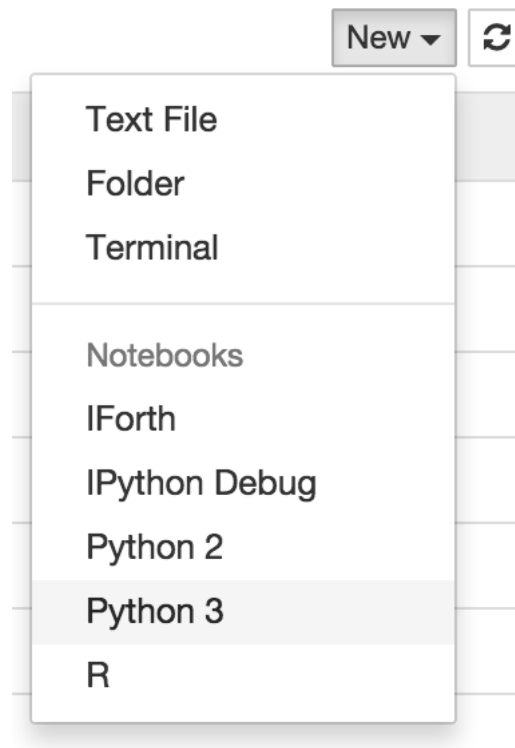 New
Text File
Folder
Terminal
Notebooks
IForth
IPython Debug
Python 2
Python 3
R